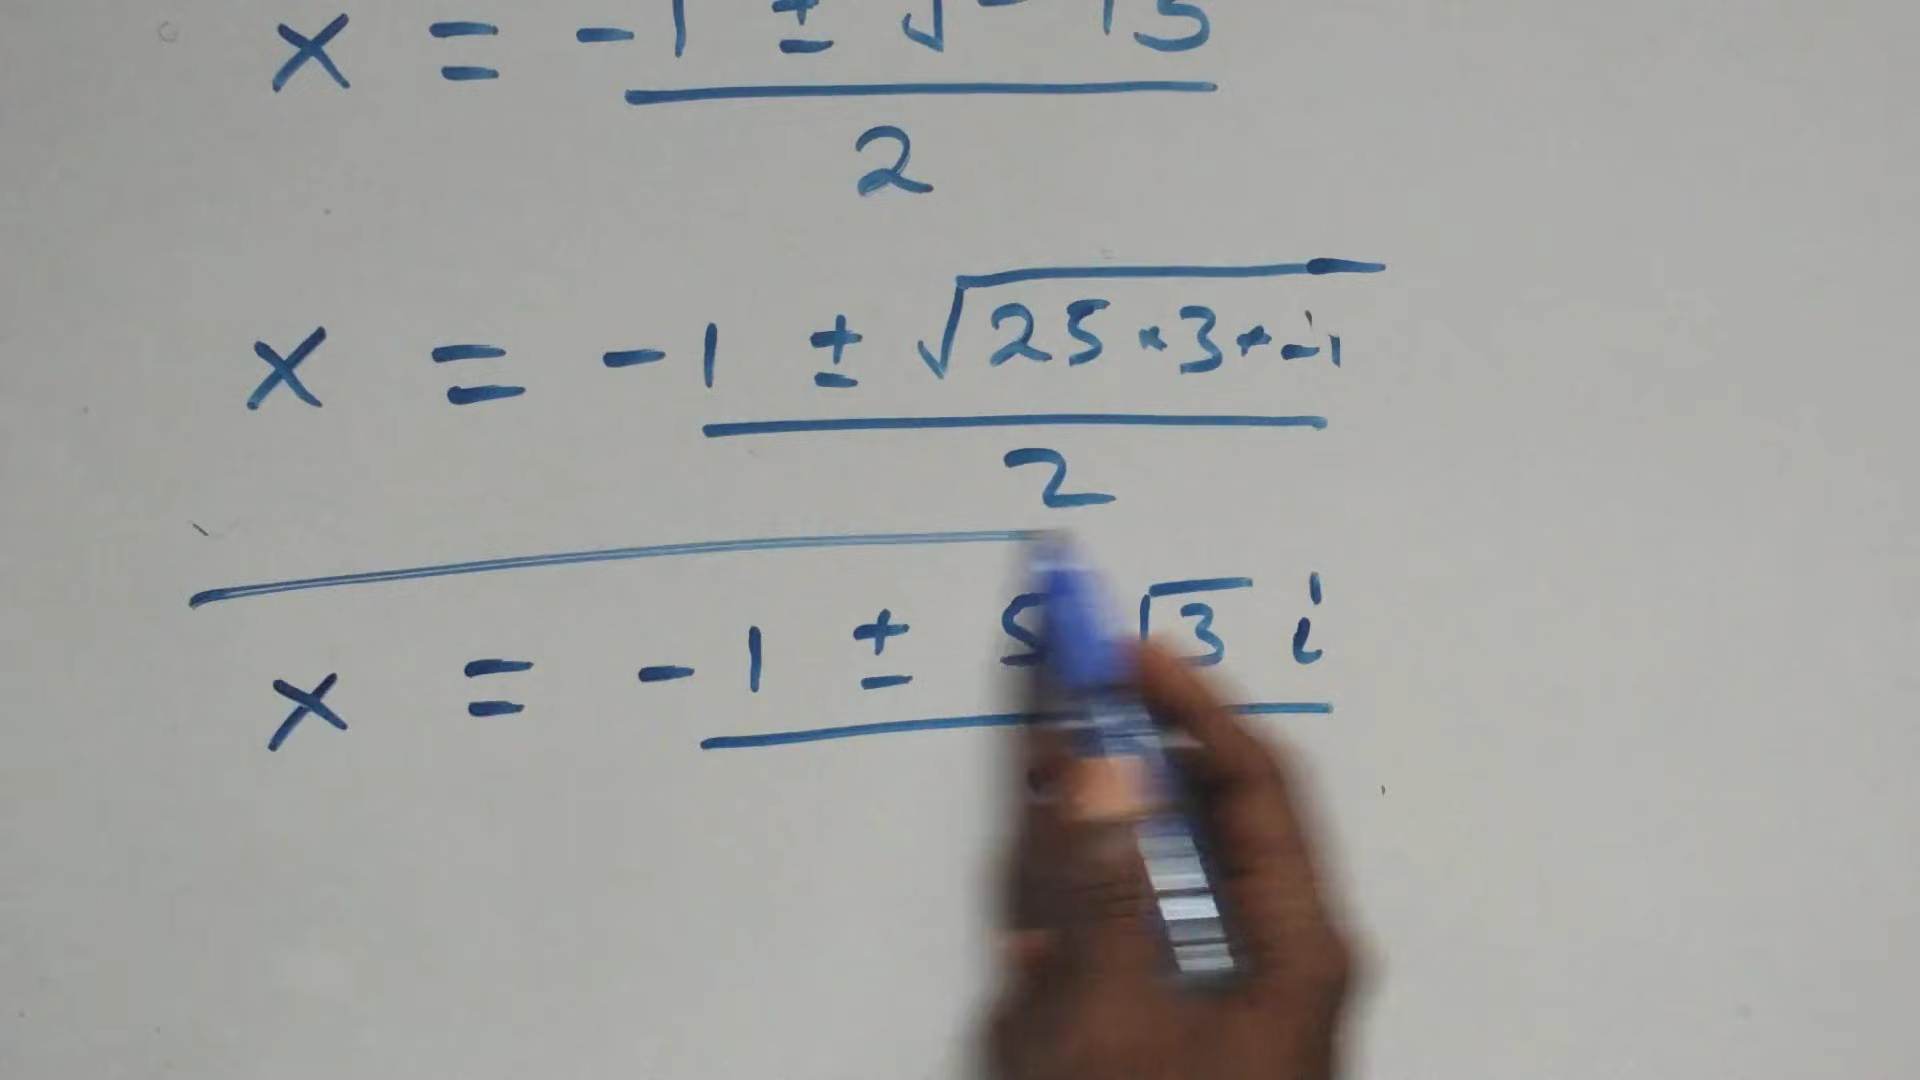 x = -1 ± √-75
2
x = -1 ± √25*3*-1
2
x = -1 ± 5√3 i